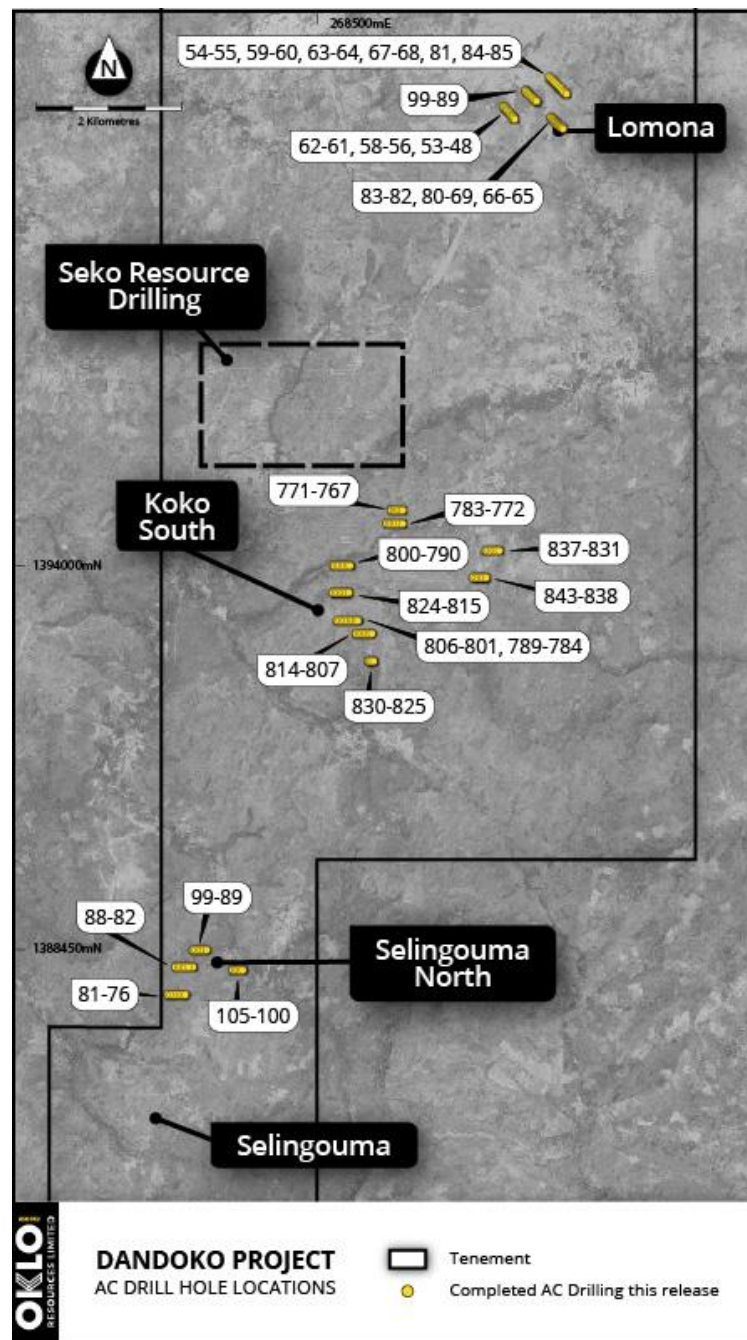 268500mE
54-55, 59-60, 63-64, 67-68, 81, 84-85
N
99-89
2 Kilometres
Lomona
62-61, 58-56, 53-48
83-82, 80-69, 66-65
Seko Resource
Drilling
771-767
Koko
South
783-772
837-831
800-790
1394000mN
843-838
824-815
806-801, 789-784
814-807
830-825
99-89
88-82
Selingouma
North
1388450mN
81-76
105-100
Selingouma
OKLO
RESOURCES LIMITED
DANDOKO PROJECT
AC DRILL HOLE LOCATIONS
Tenement
Completed AC Drilling this release